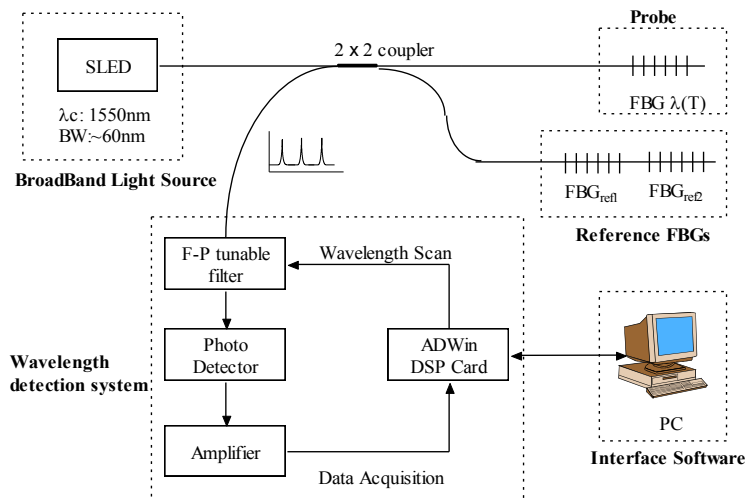 Probe
2 x 2 coupler
SLED
FBG λ(T)
λc: 1550nm
BW:~60nm
BroadBand Light Source
FBGref1
FBGref2
Reference FBGs
F-P tunable
filter
Wavelength Scan
Photo
Detector
ADWin
DSP Card
Wavelength
detection system
PC
Amplifier
Interface Software
Data Acquisition